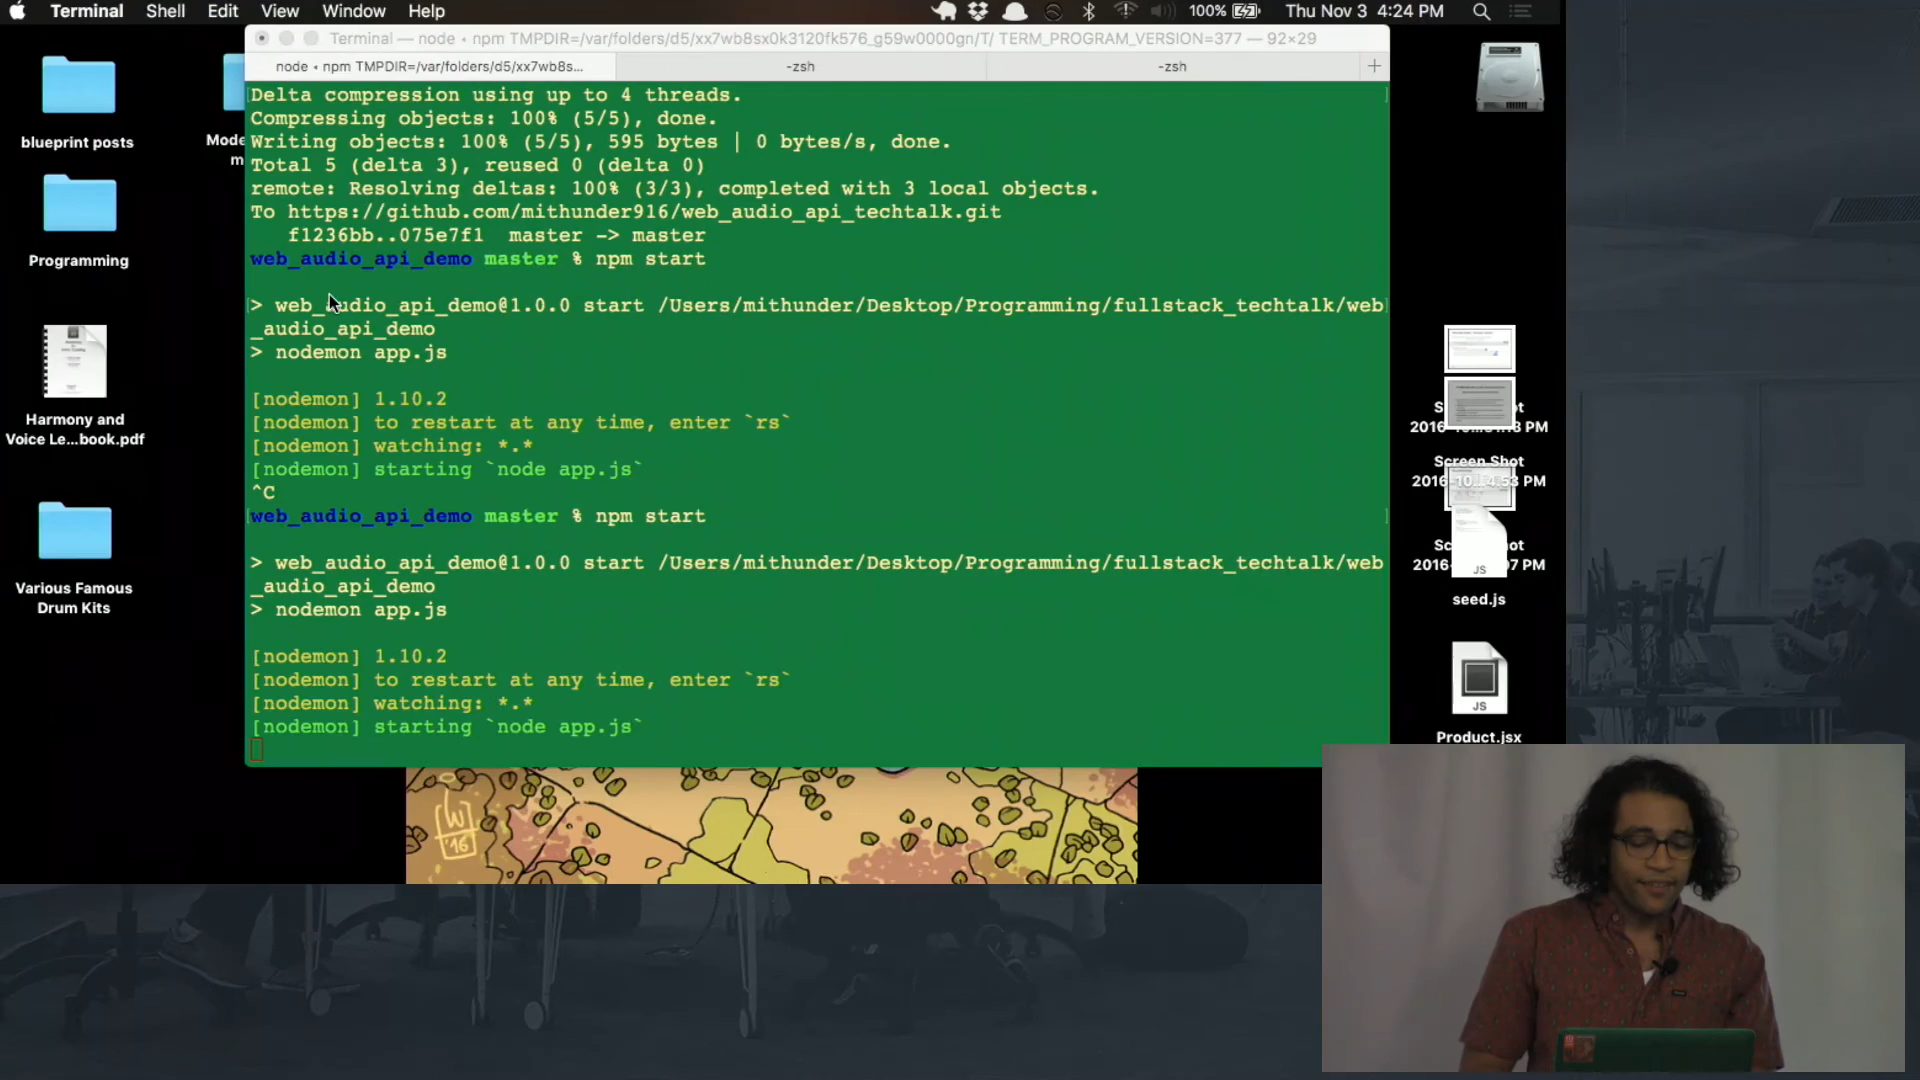 Terminal Shell Edit View Window Help 100% Thu Nov 3 4:24 PM
Terminal — node • npm TMPDIR=/var/folders/d5/xx7wb8sx0k3120fk576_g59w0000gn/T/ TERM_PROGRAM_VERSION=377 — 92×29
node • npm TMPDIR=/var/folders/d5/xx7wb8s... -zsh -zsh +
Delta compression using up to 4 threads.
Compressing objects: 100% (5/5), done.
Writing objects: 100% (5/5), 595 bytes | 0 bytes/s, done.
Total 5 (delta 3), reused 0 (delta 0)
remote: Resolving deltas: 100% (3/3), completed with 3 local objects.
To https://github.com/mithunder916/web_audio_api_techtalk.git
f1236bb..075e7f1 master -> master
web_audio_api_demo master % npm start
> web_audio_api_demo@1.0.0 start /Users/mithunder/Desktop/Programming/fullstack_techtalk/web
_audio_api_demo
> nodemon app.js
[nodemon] 1.10.2
[nodemon] to restart at any time, enter `rs`
[nodemon] watching: *.*
[nodemon] starting `node app.js`
^C
web_audio_api_demo master % npm start
> web_audio_api_demo@1.0.0 start /Users/mithunder/Desktop/Programming/fullstack_techtalk/web
_audio_api_demo
> nodemon app.js
[nodemon] 1.10.2
[nodemon] to restart at any time, enter `rs`
[nodemon] watching: *.*
[nodemon] starting `node app.js`
blueprint posts
Mode
m
Programming
Harmony and
Voice Le...book.pdf
Various Famous
Drum Kits
Screen Shot
2016-10...4.53 PM
JS
seed.js
JS
Product.jsx
W
'16